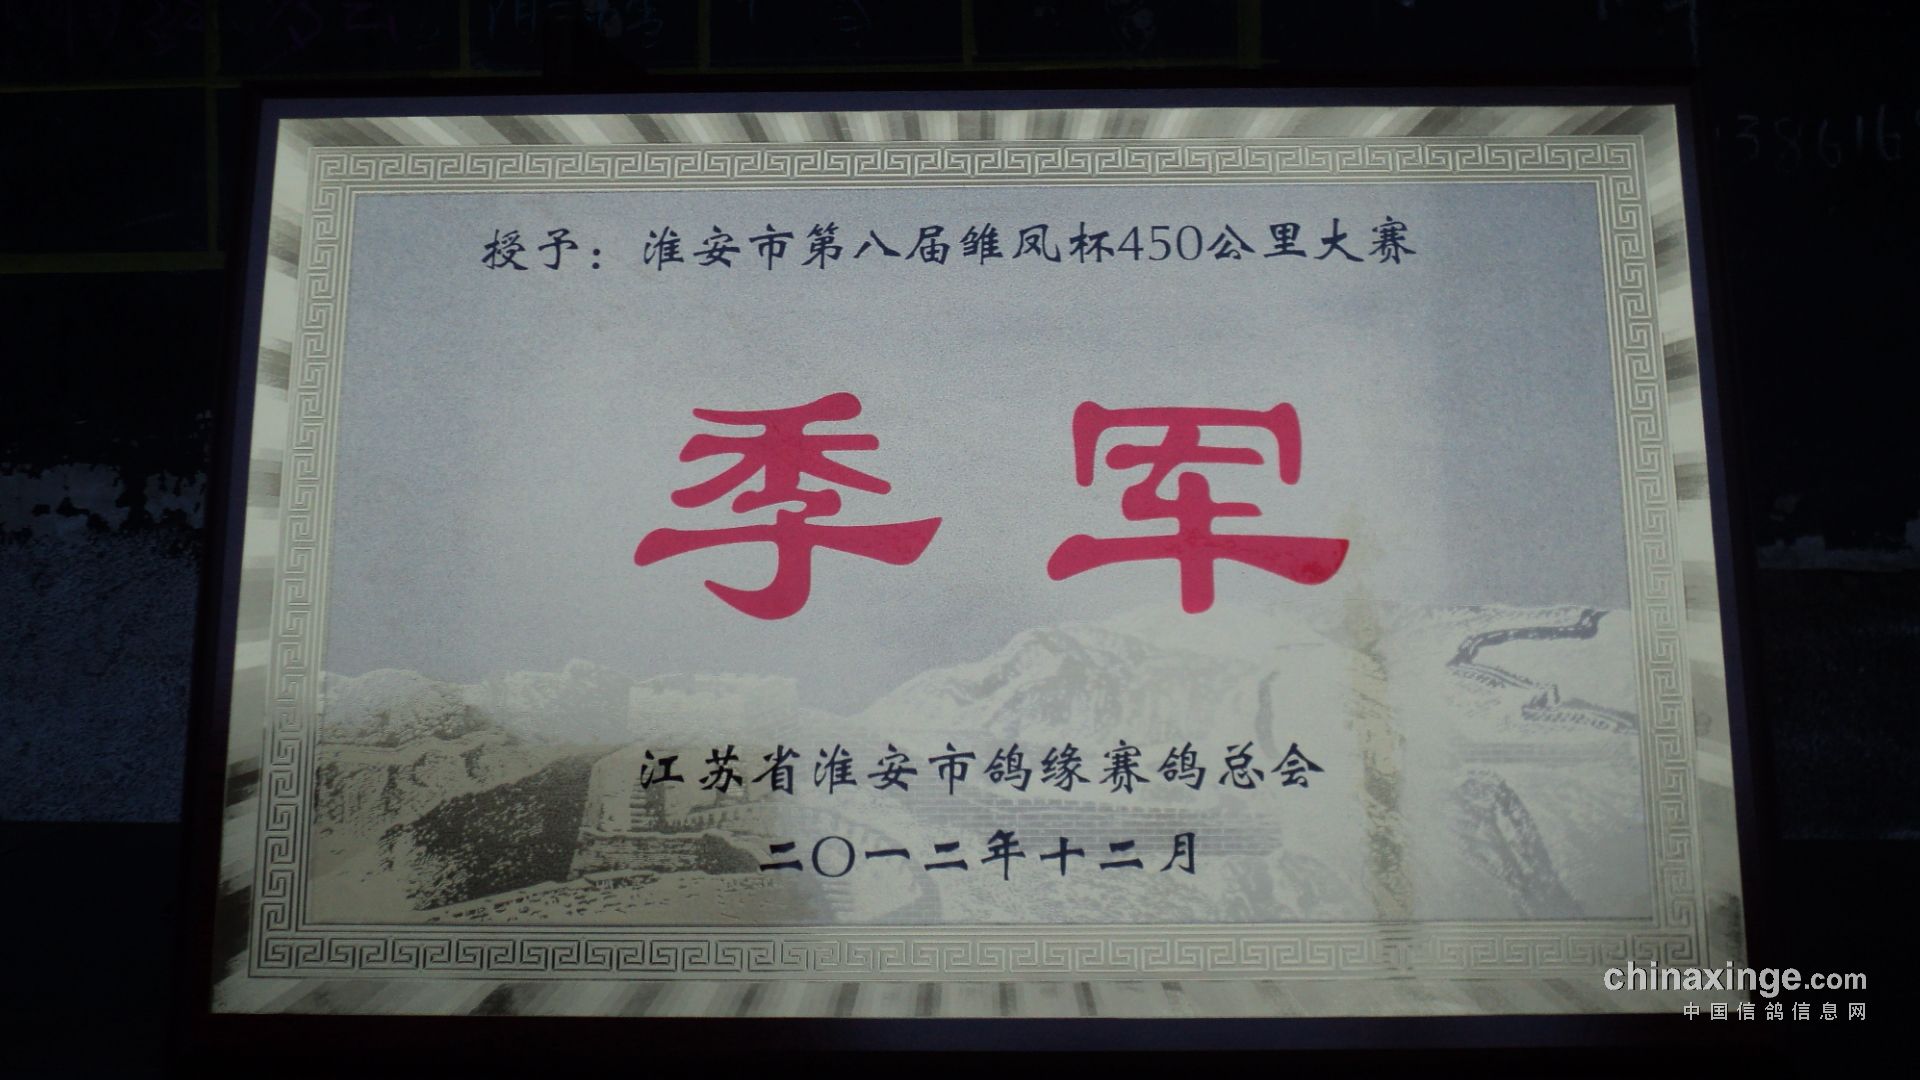 授予：淮安市第八届雏凤杯450公里大赛
季军
江苏省淮安市鸽缘赛鸽总会
二〇一二年十二月
chinaxinge.com
中国信鸽信息网